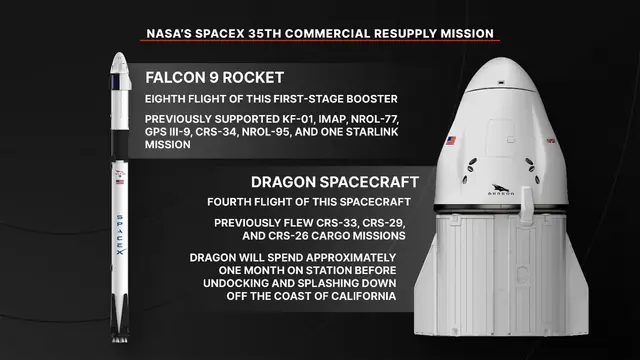 NASA'S SPACEX 35TH COMMERCIAL RESUPPLY MISSION
FALCON 9 ROCKET
EIGHTH FLIGHT OF THIS FIRST-STAGE BOOSTER
PREVIOUSLY SUPPORTED KF-01, IMAP, NROL-77,
GPS III-9, CRS-34, NROL-95, AND ONE STARLINK
MISSION
DRAGON SPACECRAFT
FOURTH FLIGHT OF THIS SPACECRAFT
PREVIOUSLY FLEW CRS-33, CRS-29,
AND CRS-26 CARGO MISSIONS
DRAGON WILL SPEND APPROXIMATELY
ONE MONTH ON STATION BEFORE
UNDOCKING AND SPLASHING DOWN
OFF THE COAST OF CALIFORNIA
SPACEX
DRAGON